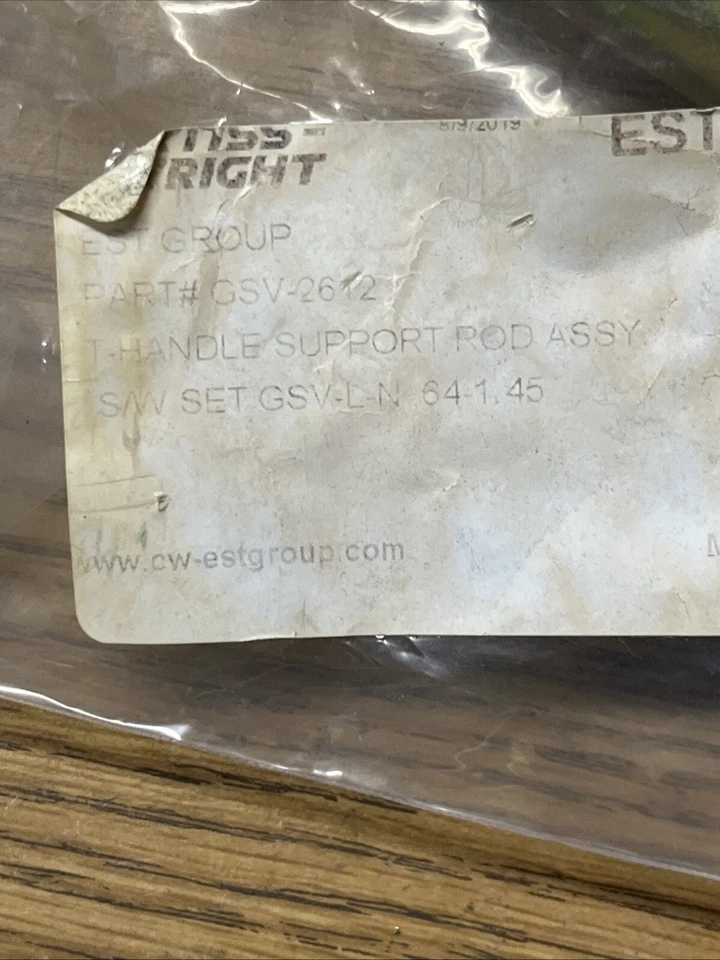 TISS-
RIGHT
8/9/2019
EST
EST GROUP
PART# GSV-2612
T-HANDLE SUPPORT ROD ASSY
S/W SET GSV-L-N 64-1.45
www.cw-estgroup.com
M